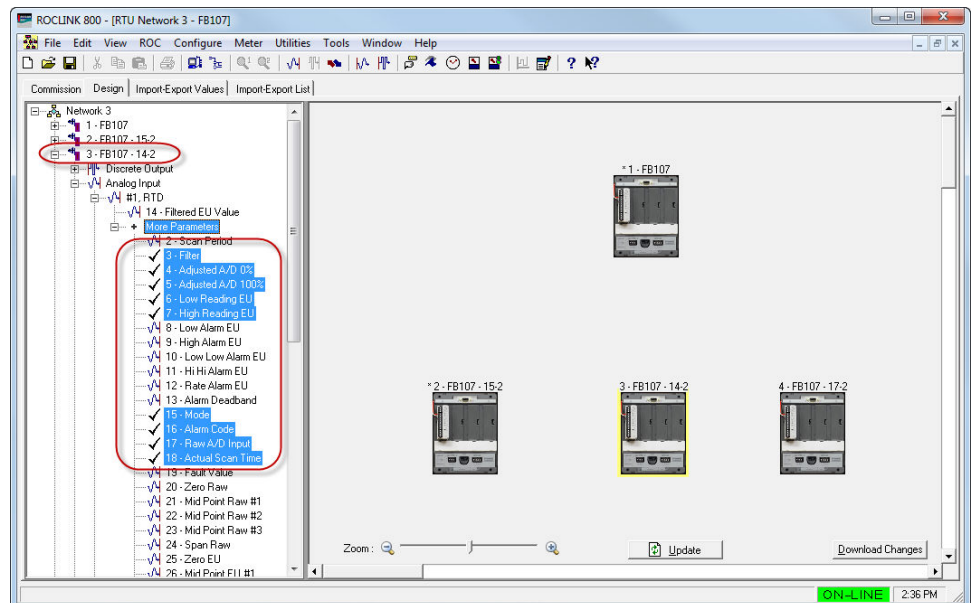 ROCLINK 800 - [RTU Network 3 - FB107]
File Edit View ROC Configure Meter Utilities Tools Window Help
Commission Design Import-Export Values Import-Export List
Network 3
1 - FB107
2 - FB107 - 15-2
3 - FB107 - 14-2
Discrete Output
Analog Input
#1, RTD
14 - Filtered EU Value
More Parameters
2 - Scan Period
3 - Filter
4 - Adjusted A/D 0%
5 - Adjusted A/D 100%
6 - Low Reading EU
7 - High Reading EU
8 - Low Alarm EU
9 - High Alarm EU
10 - Low Low Alarm EU
11 - Hi Hi Alarm EU
12 - Rate Alarm EU
13 - Alarm Deadband
15 - Mode
16 - Alarm Code
17 - Raw A/D Input
18 - Actual Scan Time
19 - Fault Value
20 - Zero Raw
21 - Mid Point Raw #1
22 - Mid Point Raw #2
23 - Mid Point Raw #3
24 - Span Raw
25 - Zero EU
26 - Mid Point EU #1
* 1 - FB107
* 2 - FB107 - 15-2
3 - FB107 - 14-2
4 - FB107 - 17-2
Zoom:
Update
Download Changes
ON-LINE
2:36 PM